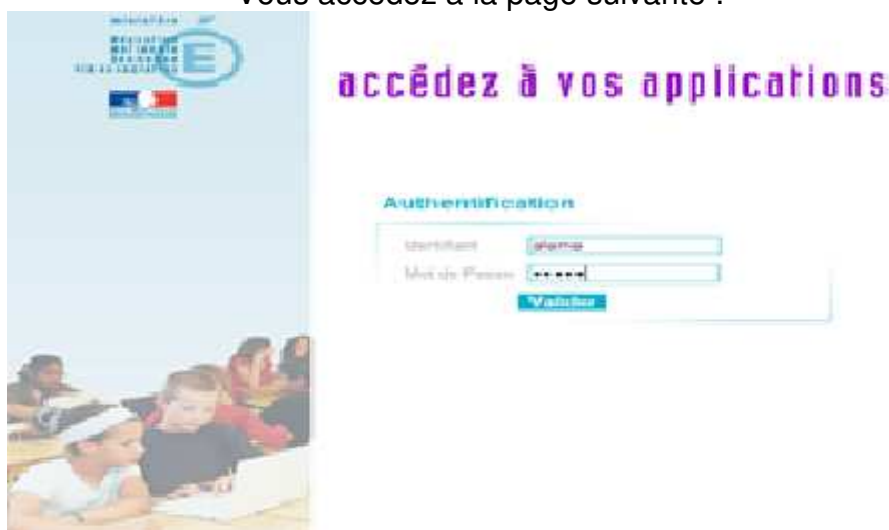 Vous accédez à la page suivante :
accédez à vos applications
Authentification
Identifiant
Mot de Passe •••••
Valider